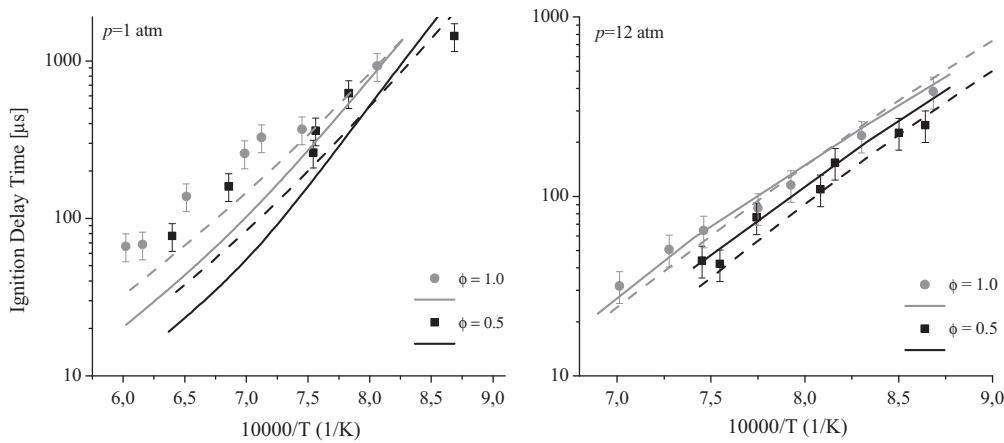 p=1 atm
1000
100
10
Ignition Delay Time [µs]
6,0 6,5 7,0 7,5 8,0 8,5 9,0
10000/T (1/K)
ϕ = 1.0
ϕ = 0.5
p=12 atm
1000
100
10
7,0 7,5 8,0 8,5 9,0
10000/T (1/K)
ϕ = 1.0
ϕ = 0.5